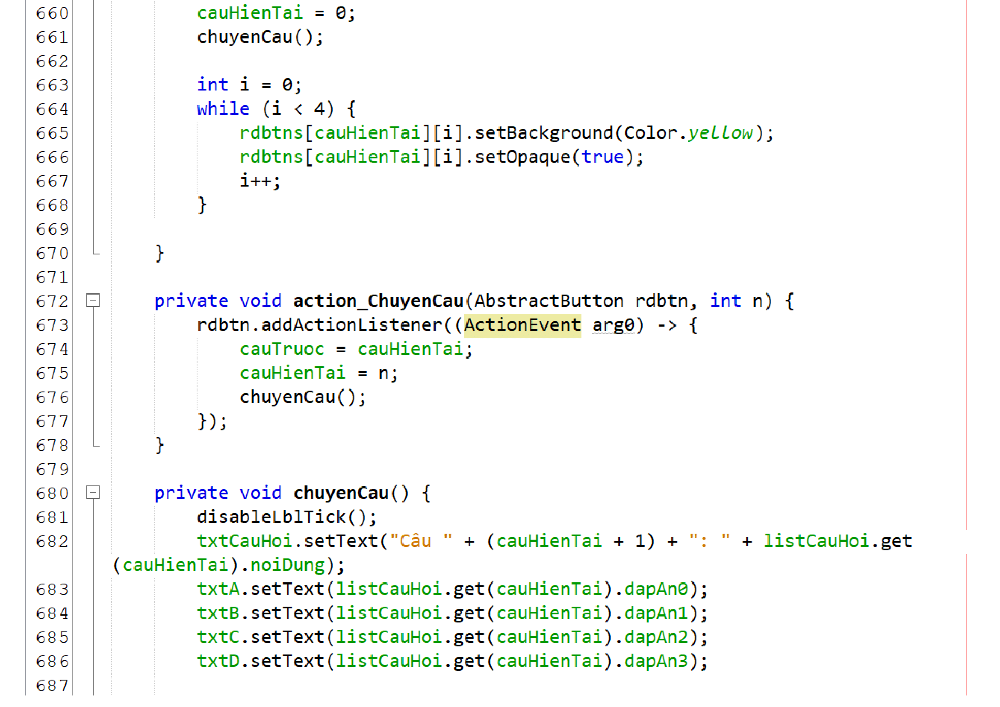 660 cauHienTai = 0;
661 chuyenCau();
662
663 int i = 0;
664 while (i < 4) {
665 rdbtns[cauHienTai][i].setBackground(Color.yellow);
666 rdbtns[cauHienTai][i].setOpaque(true);
667 i++;
668 }
669
670 }
671
672 private void action_ChuyenCau(AbstractButton rdbtn, int n) {
673 rdbtn.addActionListener((ActionEvent arg0) -> {
674 cauTruoc = cauHienTai;
675 cauHienTai = n;
676 chuyenCau();
677 });
678 }
679
680 private void chuyenCau() {
681 disableLblTick();
682 txtCauHoi.setText("Câu " + (cauHienTai + 1) + ": " + listCauHoi.get
(cauHienTai).noiDung);
683 txtA.setText(listCauHoi.get(cauHienTai).dapAn0);
684 txtB.setText(listCauHoi.get(cauHienTai).dapAn1);
685 txtC.setText(listCauHoi.get(cauHienTai).dapAn2);
686 txtD.setText(listCauHoi.get(cauHienTai).dapAn3);
687